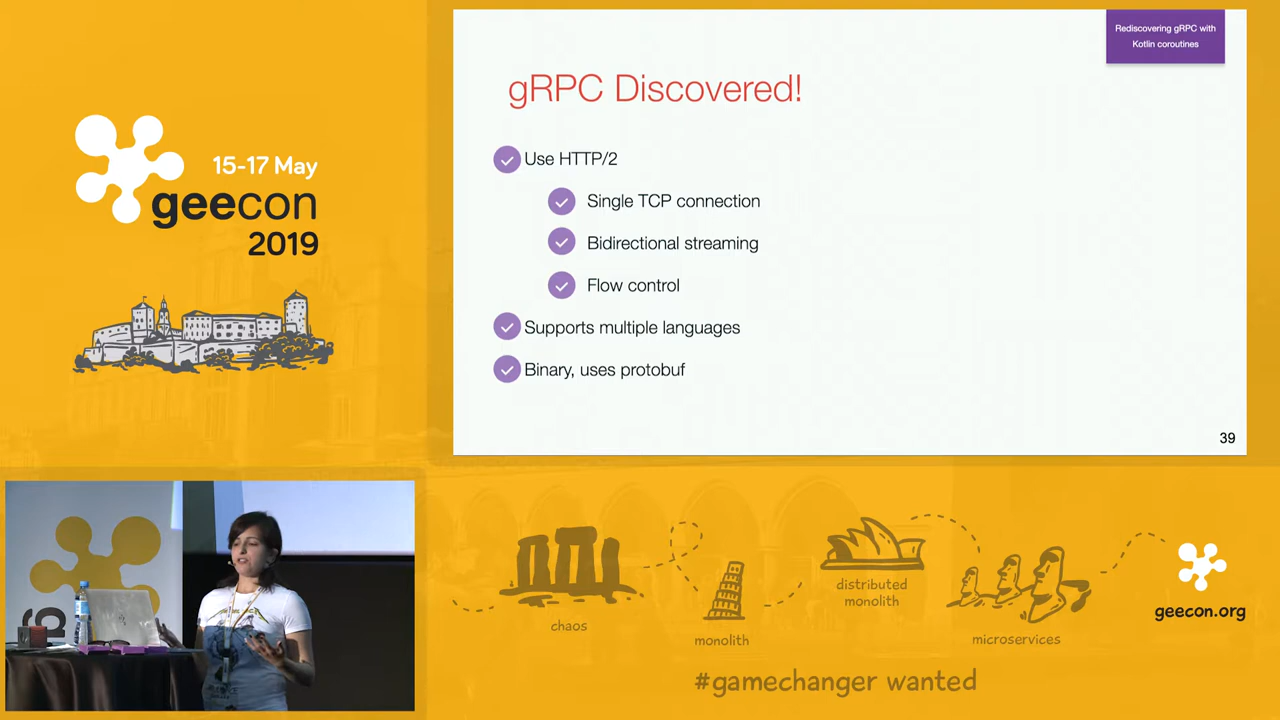 15-17 May
geecon
2019
Rediscovering gRPC with
Kotlin coroutines
gRPC Discovered!
Use HTTP/2
Single TCP connection
Bidirectional streaming
Flow control
Supports multiple languages
Binary, uses protobuf
39
chaos
monolith
distributed
monolith
microservices
geecon.org
#gamechanger wanted